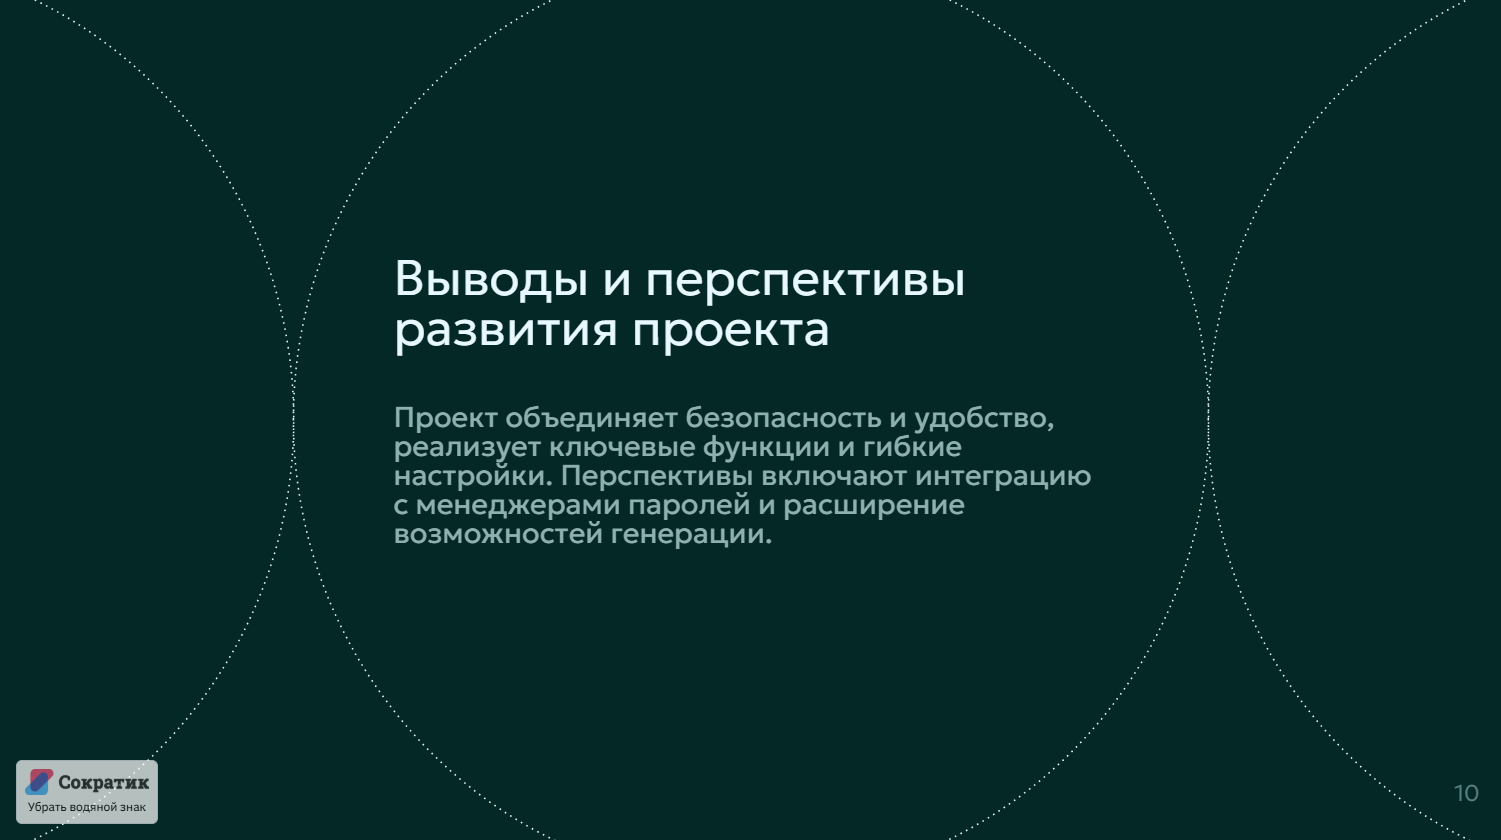 Выводы и перспективы
развития проекта
Проект объединяет безопасность и удобство,
реализует ключевые функции и гибкие
настройки. Перспективы включают интеграцию
с менеджерами паролей и расширение
возможностей генерации.
Сократик
Убрать водяной знак
10